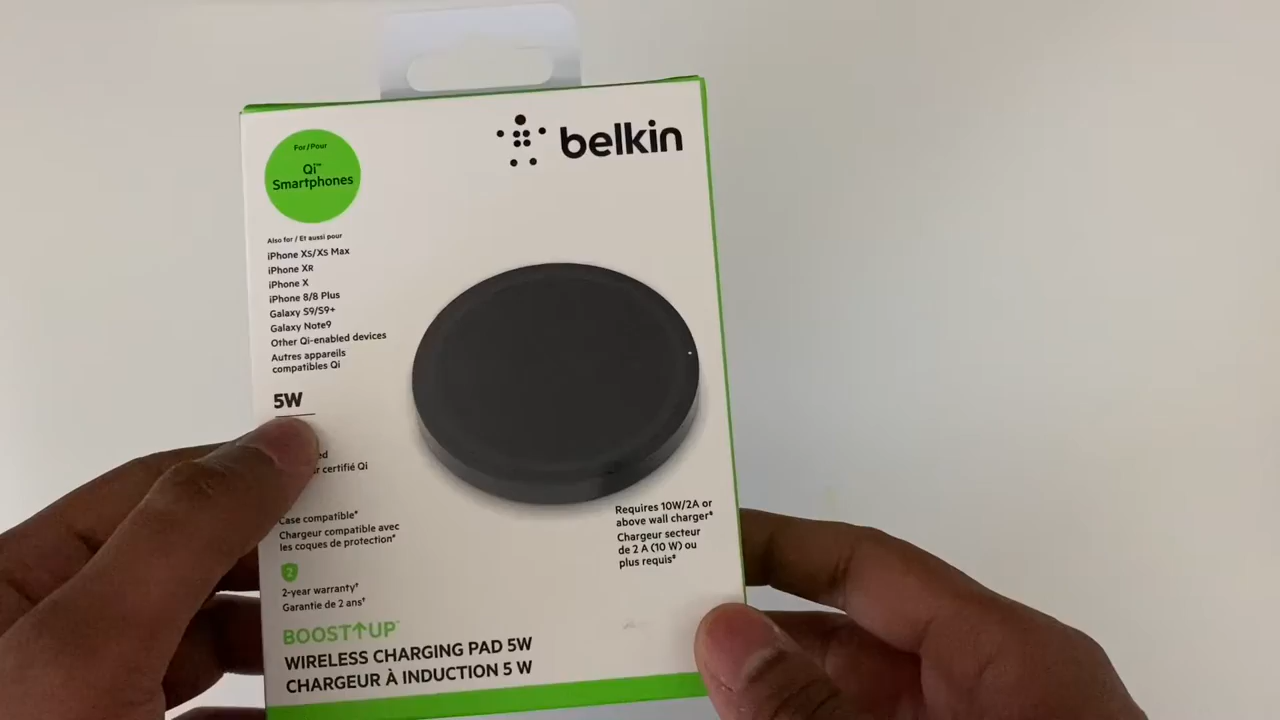 For/Pour
Qi™
Smartphones
belkin
Also for / Et aussi pour
iPhone XS/XS Max
iPhone XR
iPhone X
iPhone 8/8 Plus
Galaxy S9/S9+
Galaxy Note9
Other Qi-enabled devices
Autres appareils
compatibles Qi
5W
certifié Qi
Case compatible*
Chargeur compatible avec
les coques de protection*
Requires 10W/2A or
above wall charger‡
Chargeur secteur
de 2 A (10 W) ou
plus requis‡
2
2-year warranty†
Garantie de 2 ans†
BOOST↑UP™
WIRELESS CHARGING PAD 5W
CHARGEUR À INDUCTION 5 W